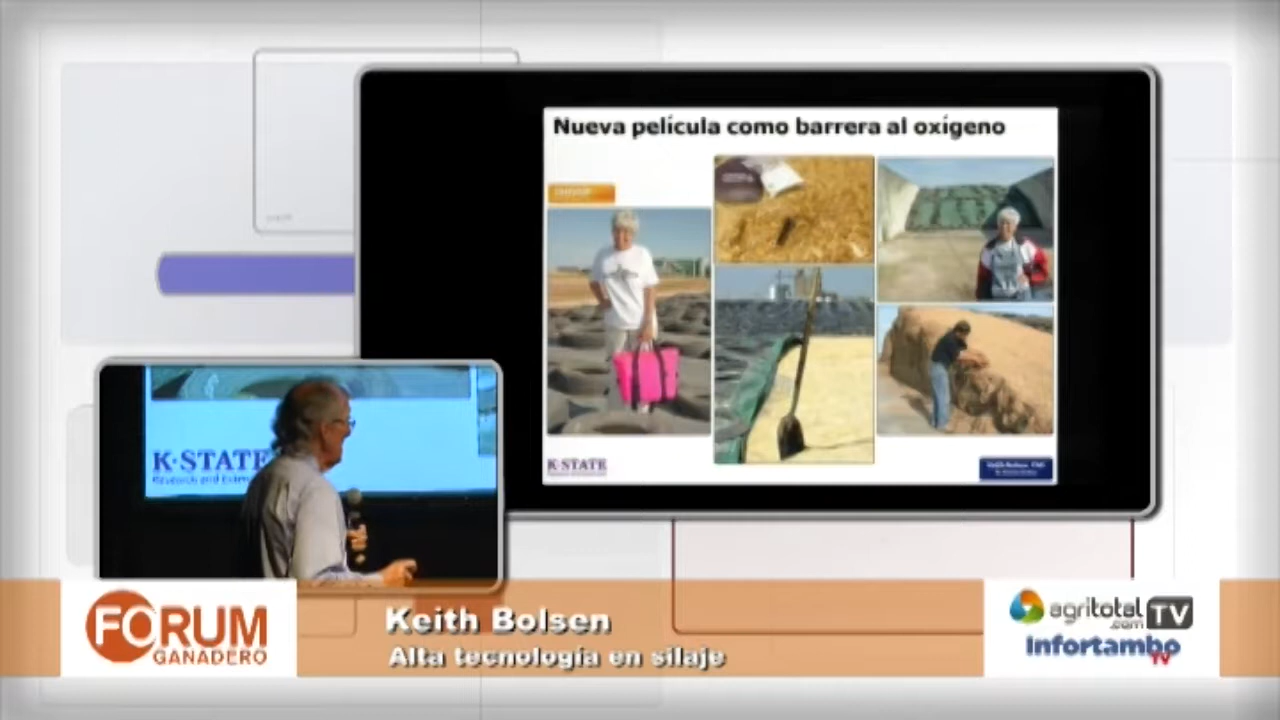 Nueva película como barrera al oxígeno
K·STATE
K·STATE
Research and Exten
FORUM
GANADERO
Keith Bolsen
Alta tecnología en silaje
agritotal
.com
TV
Infortambo
TV